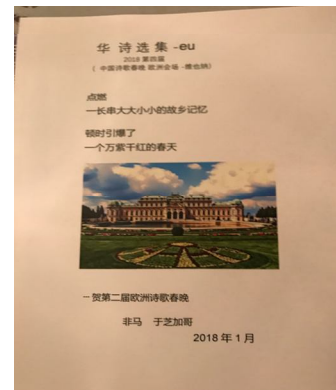 华 诗 选 集 -eu
2018 第四届
( 中国诗歌春晚 欧洲会场 -维也纳)
点燃
一长串大大小小的故乡记忆
顿时引爆了
一个万紫千红的春天
-- 贺第二届欧洲诗歌春晚
非马 于芝加哥
2018 年 1 月